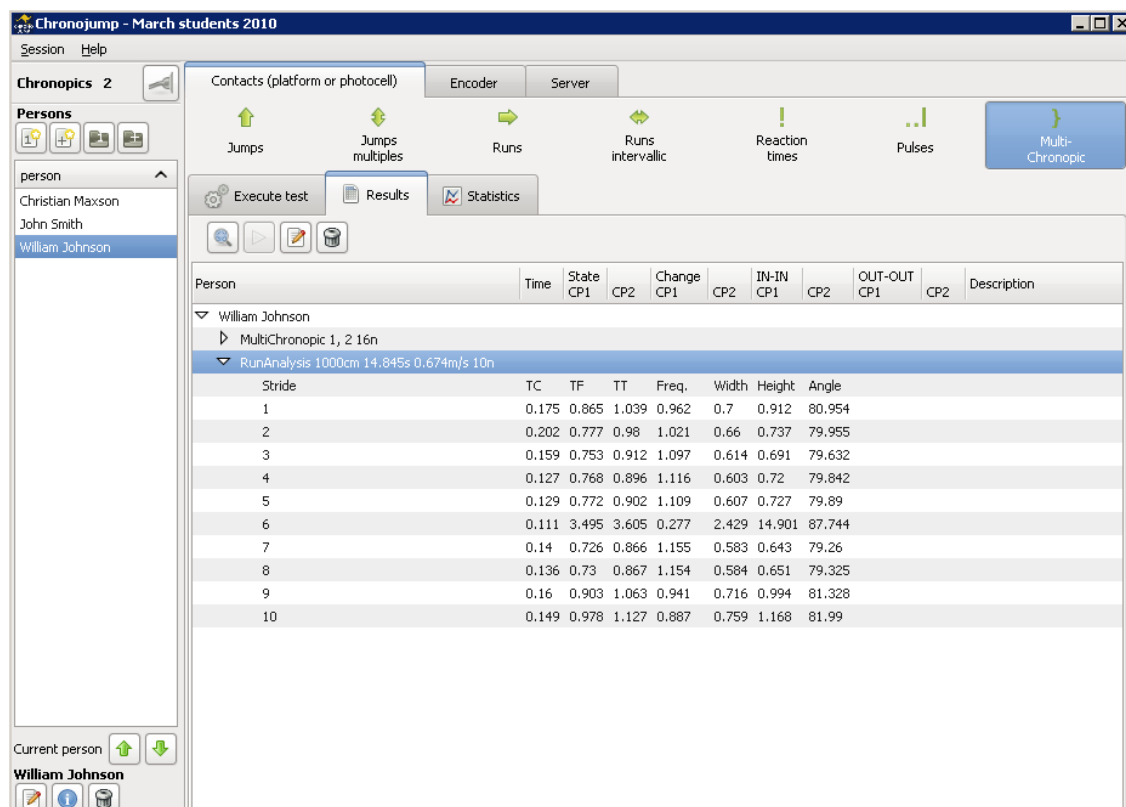 Chronojump - March students 2010
Session Help
Chronopics 2
Contacts (platform or photocell) Encoder Server
Persons
Jumps
Jumps multiples
Runs
Runs intervallic
Reaction times
Pulses
Multi-Chronopic
person
Christian Maxson
John Smith
William Johnson
Execute test Results Statistics
Person Time State CP1 CP2 Change CP1 CP2 IN-IN CP1 CP2 OUT-OUT CP1 CP2 Description
William Johnson
MultiChronopic 1, 2 16n
RunAnalysis 1000cm 14.845s 0.674m/s 10n
Stride TC TF TT Freq. Width Height Angle
1 0.175 0.865 1.039 0.962 0.7 0.912 80.954
2 0.202 0.777 0.98 1.021 0.66 0.737 79.955
3 0.159 0.753 0.912 1.097 0.614 0.691 79.632
4 0.127 0.768 0.896 1.116 0.603 0.72 79.842
5 0.129 0.772 0.902 1.109 0.607 0.727 79.89
6 0.111 3.495 3.605 0.277 2.429 14.901 87.744
7 0.14 0.726 0.866 1.155 0.583 0.643 79.26
8 0.136 0.73 0.867 1.154 0.584 0.651 79.325
9 0.16 0.903 1.063 0.941 0.716 0.994 81.328
10 0.149 0.978 1.127 0.887 0.759 1.168 81.99
Current person
William Johnson